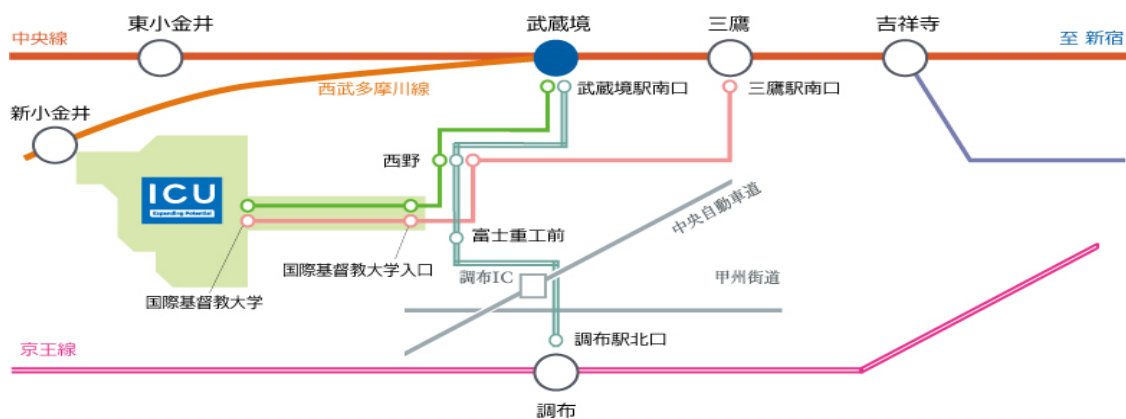 東小金井
武蔵境
三鷹
吉祥寺
中央線
至 新宿
西武多摩川線
武蔵境駅南口
三鷹駅南口
新小金井
西野
ICU
Expanding Potential
中央自動車道
富士重工前
国際基督教大学入口
調布IC
甲州街道
国際基督教大学
調布駅北口
京王線
調布